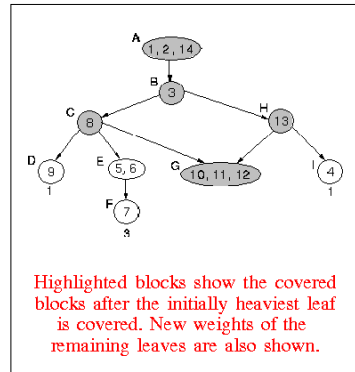 A
1, 2, 14
B
3
C
8
H
13
D
9
1
E
5, 6
G
10, 11, 12
I
4
1
F
7
3
Highlighted blocks show the covered
blocks after the initially heaviest leaf
is covered. New weights of the
remaining leaves are also shown.